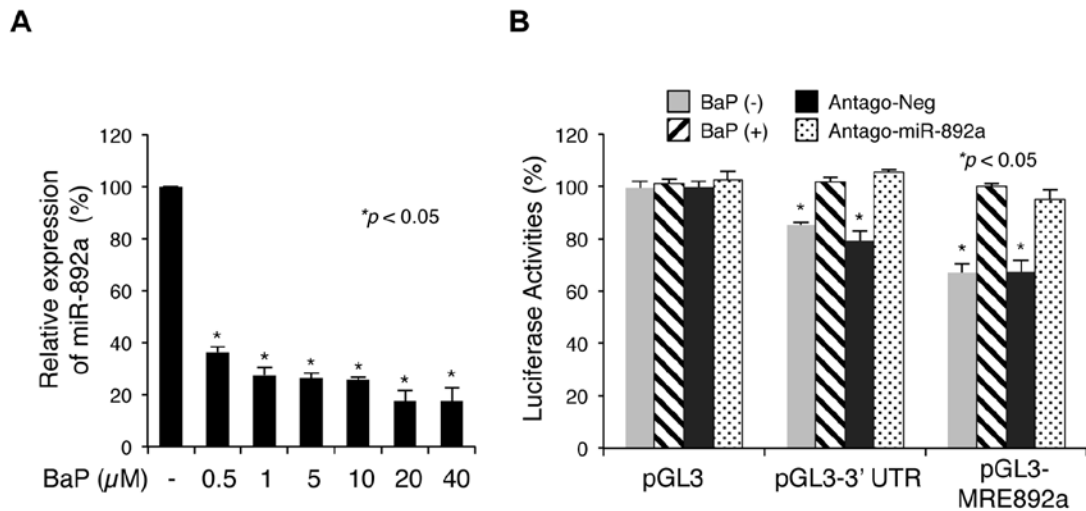 A
Relative expression
of miR-892a (%)
120
100
80
60
40
20
0
*p < 0.05
*
*
*
*
*
*
BaP (µM) - 0.5 1 5 10 20 40
B
BaP (-) Antago-Neg
BaP (+) Antago-miR-892a
Luciferase Activities (%)
120
100
80
60
40
20
0
*p < 0.05
*
*
*
*
pGL3 pGL3-3’ UTR pGL3-
MRE892a